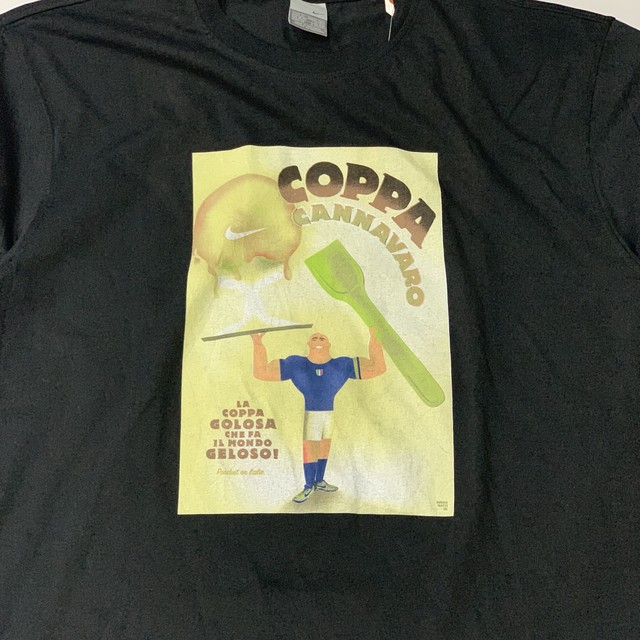 COPPA
CANNAVARO
LA
COPPA
GOLOSA
CHE FA
IL MONDO
GELOSO!